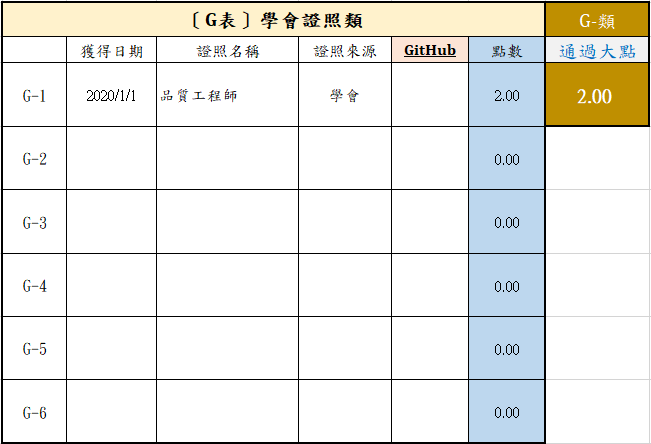 〔G表〕學會證照類 G-類
獲得日期 證照名稱 證照來源 GitHub 點數 通過大點
G-1 2020/1/1 品質工程師 學會 2.00 2.00
G-2 0.00
G-3 0.00
G-4 0.00
G-5 0.00
G-6 0.00